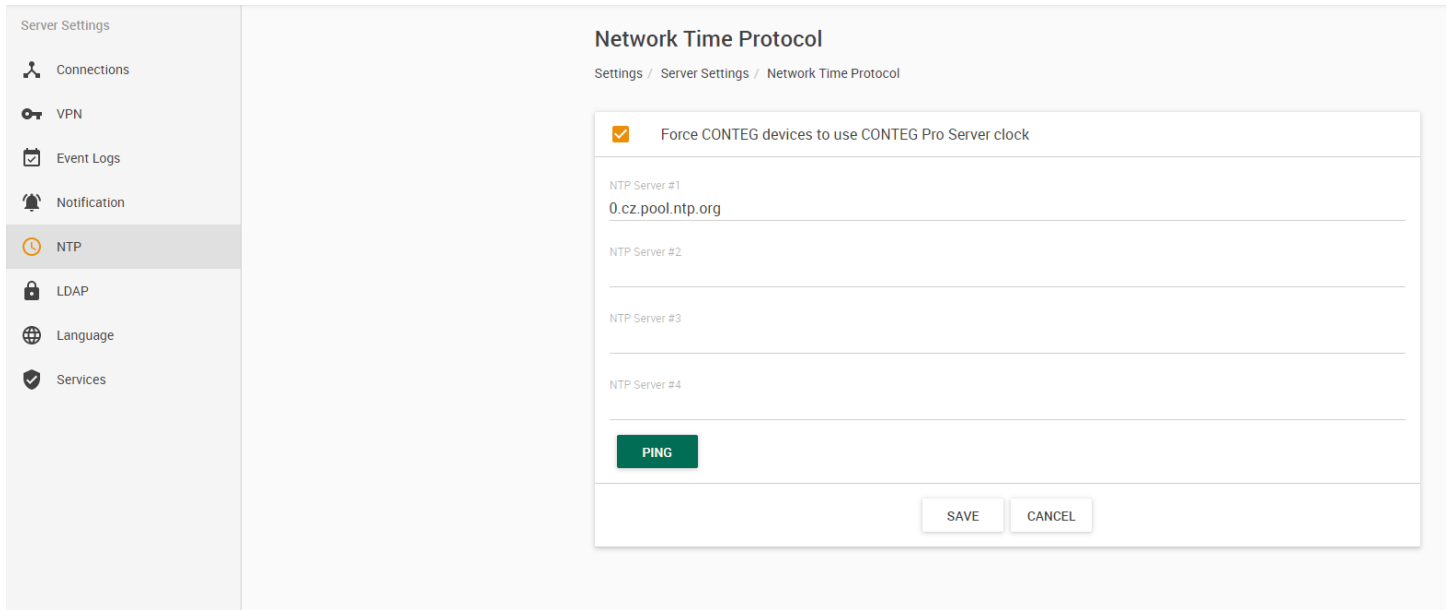 Server Settings
Connections
VPN
Event Logs
Notification
NTP
LDAP
Language
Services
Network Time Protocol
Settings / Server Settings / Network Time Protocol
Force CONTEG devices to use CONTEG Pro Server clock
NTP Server #1
0.cz.pool.ntp.org
NTP Server #2
NTP Server #3
NTP Server #4
PING
SAVE CANCEL